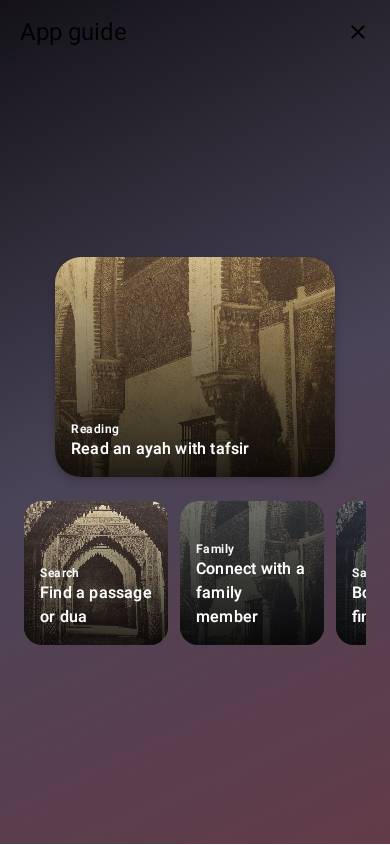 App guide
Reading
Read an ayah with tafsir
Search
Find a passage
or dua
Family
Connect with a
family
member